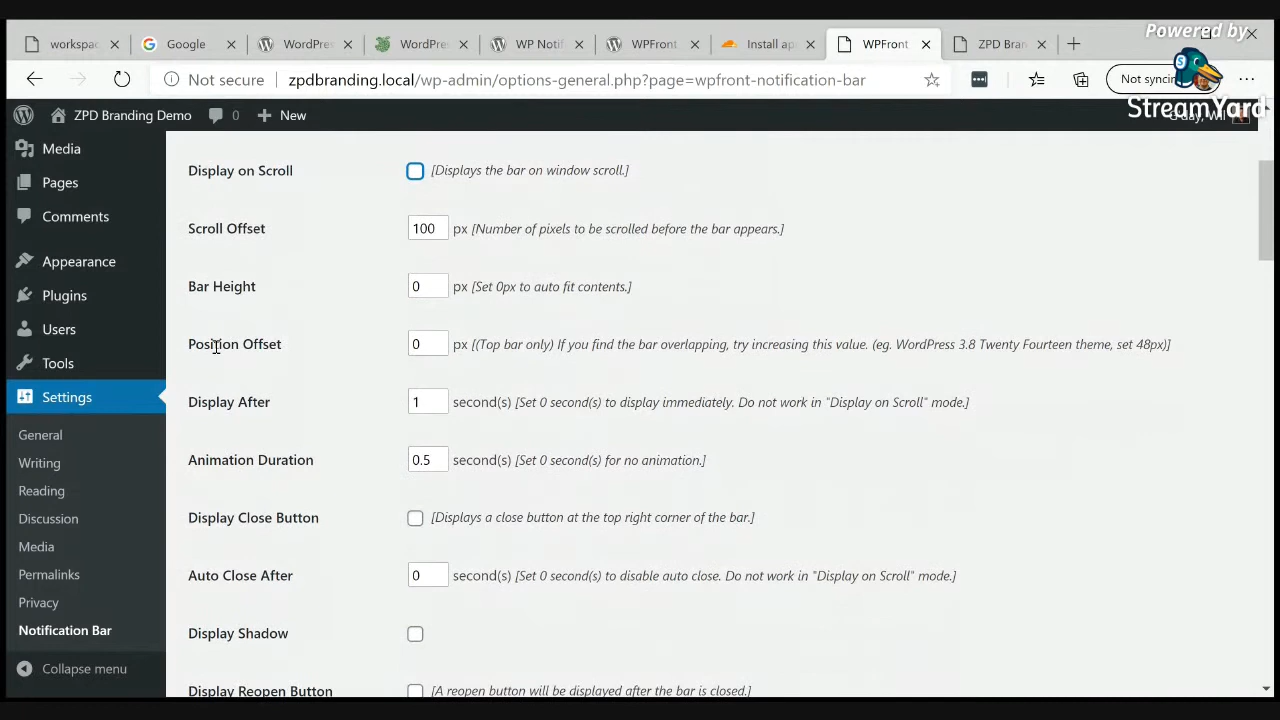 Powered by
workspac
Google
WordPres
WordPre
WP Notif
WPFront
Install ap
WPFront
ZPD Bran
Not secure zpdbranding.local/wp-admin/options-general.php?page=wpfront-notification-bar
Not syncin
StreamYard
ZPD Branding Demo 0 New
Media
Pages
Comments
Appearance
Plugins
Users
Tools
Settings
General
Writing
Reading
Discussion
Media
Permalinks
Privacy
Notification Bar
Collapse menu
Display on Scroll [Displays the bar on window scroll.]
Scroll Offset 100 px [Number of pixels to be scrolled before the bar appears.]
Bar Height 0 px [Set 0px to auto fit contents.]
Position Offset 0 px [(Top bar only) If you find the bar overlapping, try increasing this value. (eg. WordPress 3.8 Twenty Fourteen theme, set 48px)]
Display After 1 second(s) [Set 0 second(s) to display immediately. Do not work in "Display on Scroll" mode.]
Animation Duration 0.5 second(s) [Set 0 second(s) for no animation.]
Display Close Button [Displays a close button at the top right corner of the bar.]
Auto Close After 0 second(s) [Set 0 second(s) to disable auto close. Do not work in "Display on Scroll" mode.]
Display Shadow
Display Reopen Button [A reopen button will be displayed after the bar is closed.]